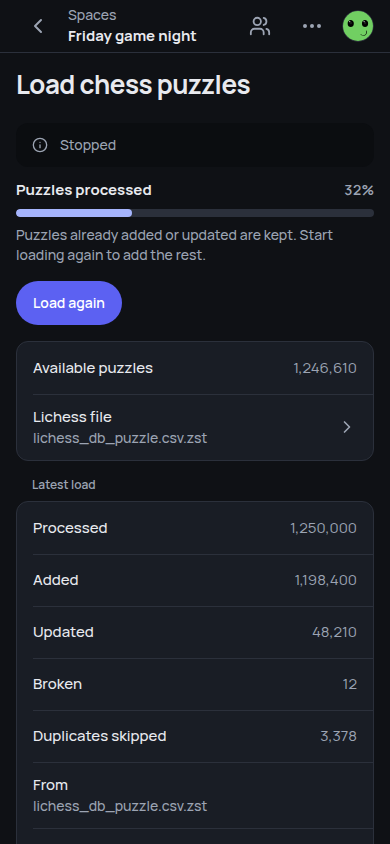 Spaces
Friday game night
Load chess puzzles
Stopped
Puzzles processed 32%
Puzzles already added or updated are kept. Start
loading again to add the rest.
Load again
Available puzzles 1,246,610
Lichess file
lichess_db_puzzle.csv.zst
Latest load
Processed 1,250,000
Added 1,198,400
Updated 48,210
Broken 12
Duplicates skipped 3,378
From
lichess_db_puzzle.csv.zst